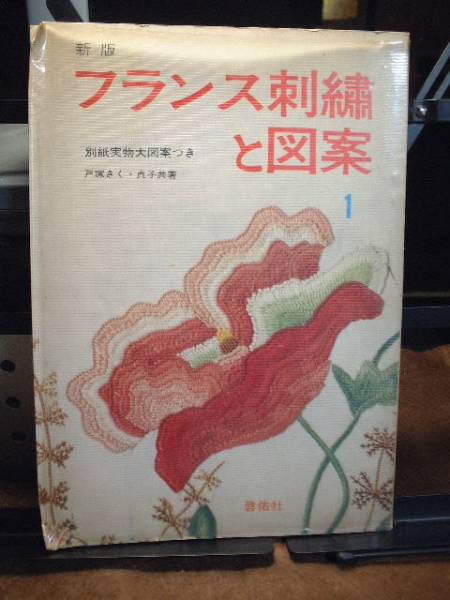 新版
フランス刺繍
と図案
別紙実物大図案つき
戸塚きく・貞子共著
1
啓佑社